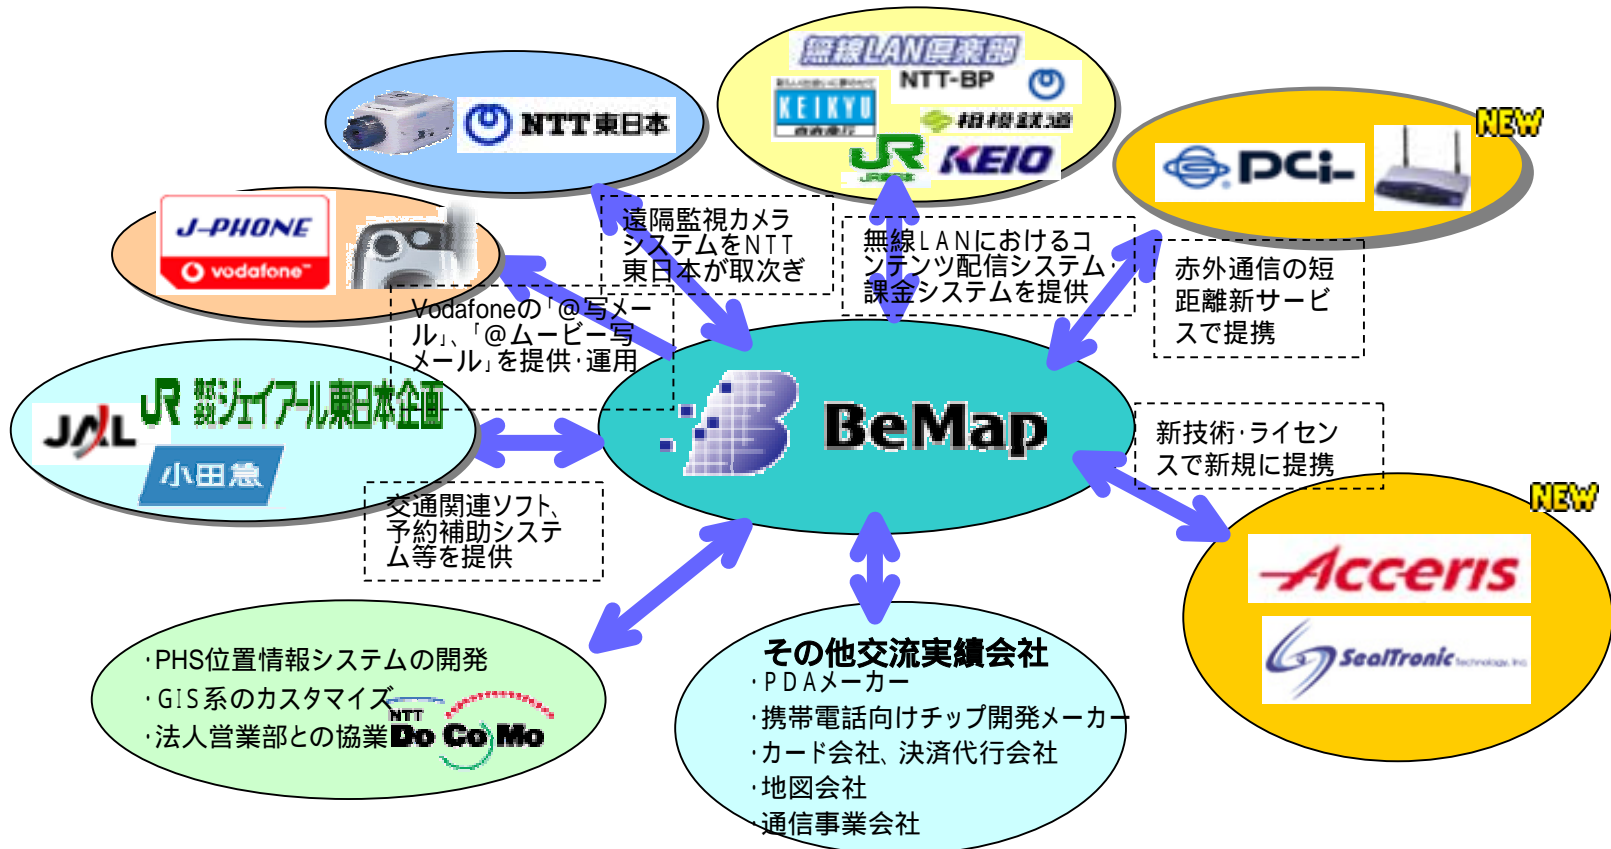 無線LAN倶楽部
NTT-BP
KEIKYU
京浜急行
相模鉄道
JR
JR東日本
KEIO
NTT東日本
NEW
PCi
J-PHONE
vodafone™
遠隔監視カメラ
システムをNTT
東日本が取次ぎ
無線LANにおけるコ
ンテンツ配信システム・
課金システムを提供
赤外通信の短
距離新サービ
スで提携
Vodafoneの「@写メー
ル」、「@ムービー写
メール」を提供・運用
JAL
JR 株式会社ジェイアール東日本企画
小田急
BeMap
新技術・ライセン
スで新規に提携
交通関連ソフト、
予約補助システ
ム等を提供
NEW
Acceris
SealTronic Technology, Inc.
・PHS位置情報システムの開発
・GIS系のカスタマイズ
・法人営業部との協業
NTT
DoCoMo
その他交流実績会社
・PDAメーカー
・携帯電話向けチップ開発メーカー
・カード会社、決済代行会社
・地図会社
・通信事業会社